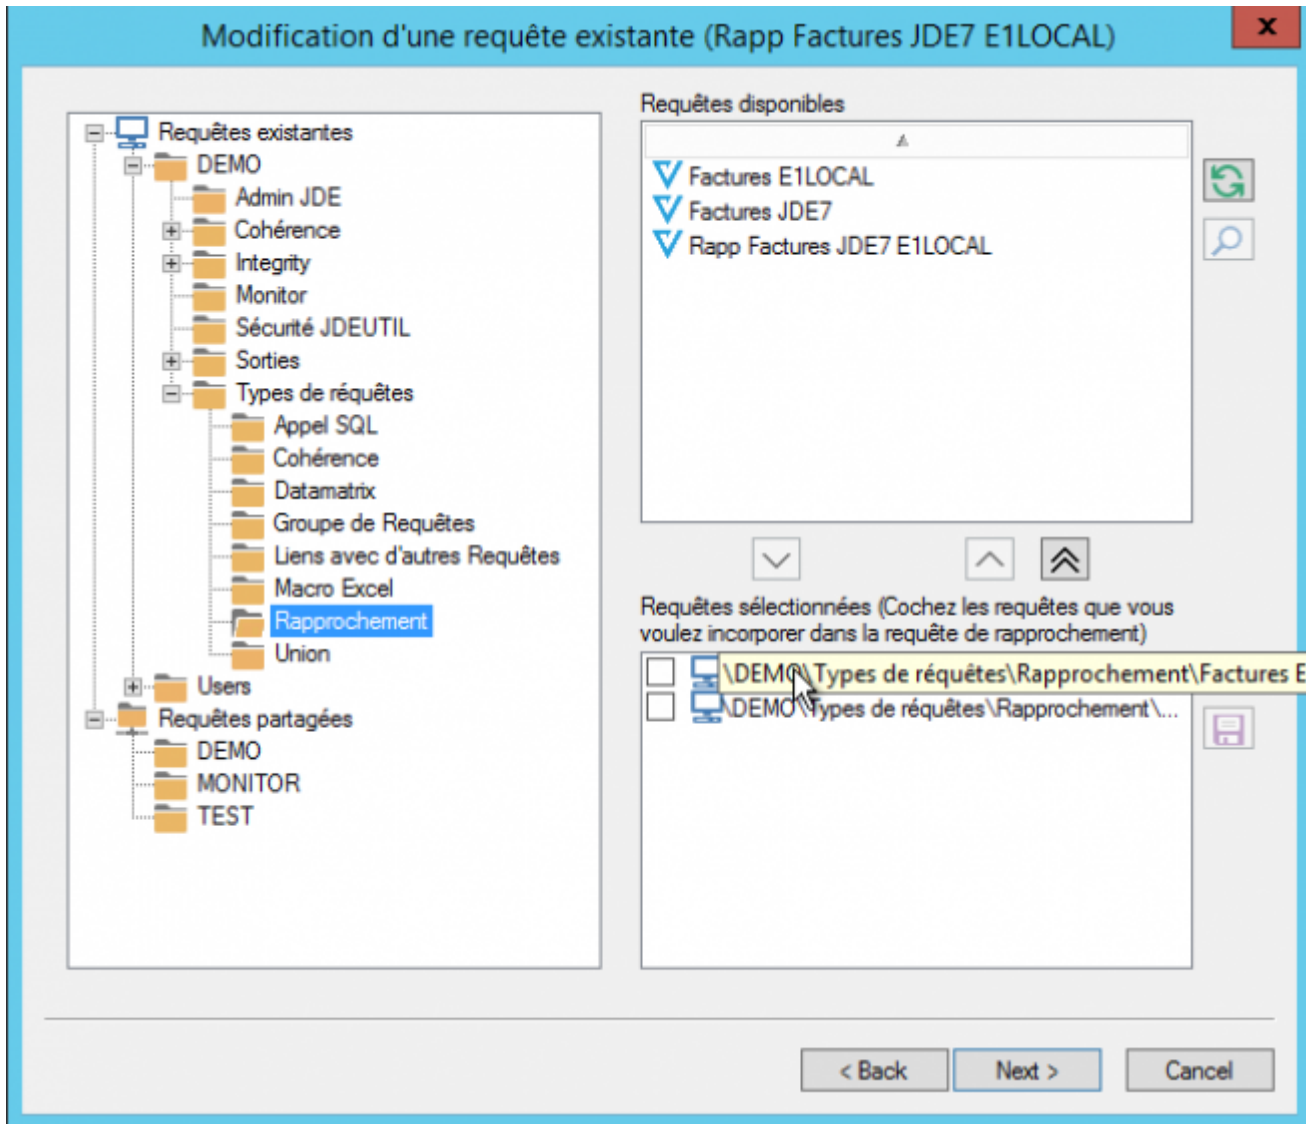 Modification d'une requête existante (Rapp Factures JDE7 E1LOCAL)
x
Requêtes existantes
DEMO
Admin JDE
Cohérence
Integrity
Monitor
Sécurité JDEUTIL
Sorties
Types de réquêtes
Appel SQL
Cohérence
Datamatrix
Groupe de Requêtes
Liens avec d'autres Requêtes
Macro Excel
Rapprochement
Union
Users
Requêtes partagées
DEMO
MONITOR
TEST
Requêtes disponibles
Factures E1LOCAL
Factures JDE7
Rapp Factures JDE7 E1LOCAL
Requêtes sélectionnées (Cochez les requêtes que vous
voulez incorporer dans la requête de rapprochement)
\DEMO\Types de réquêtes\Rapprochement\Factures E
\DEMO\Types de réquêtes\Rapprochement\...
< Back
Next >
Cancel